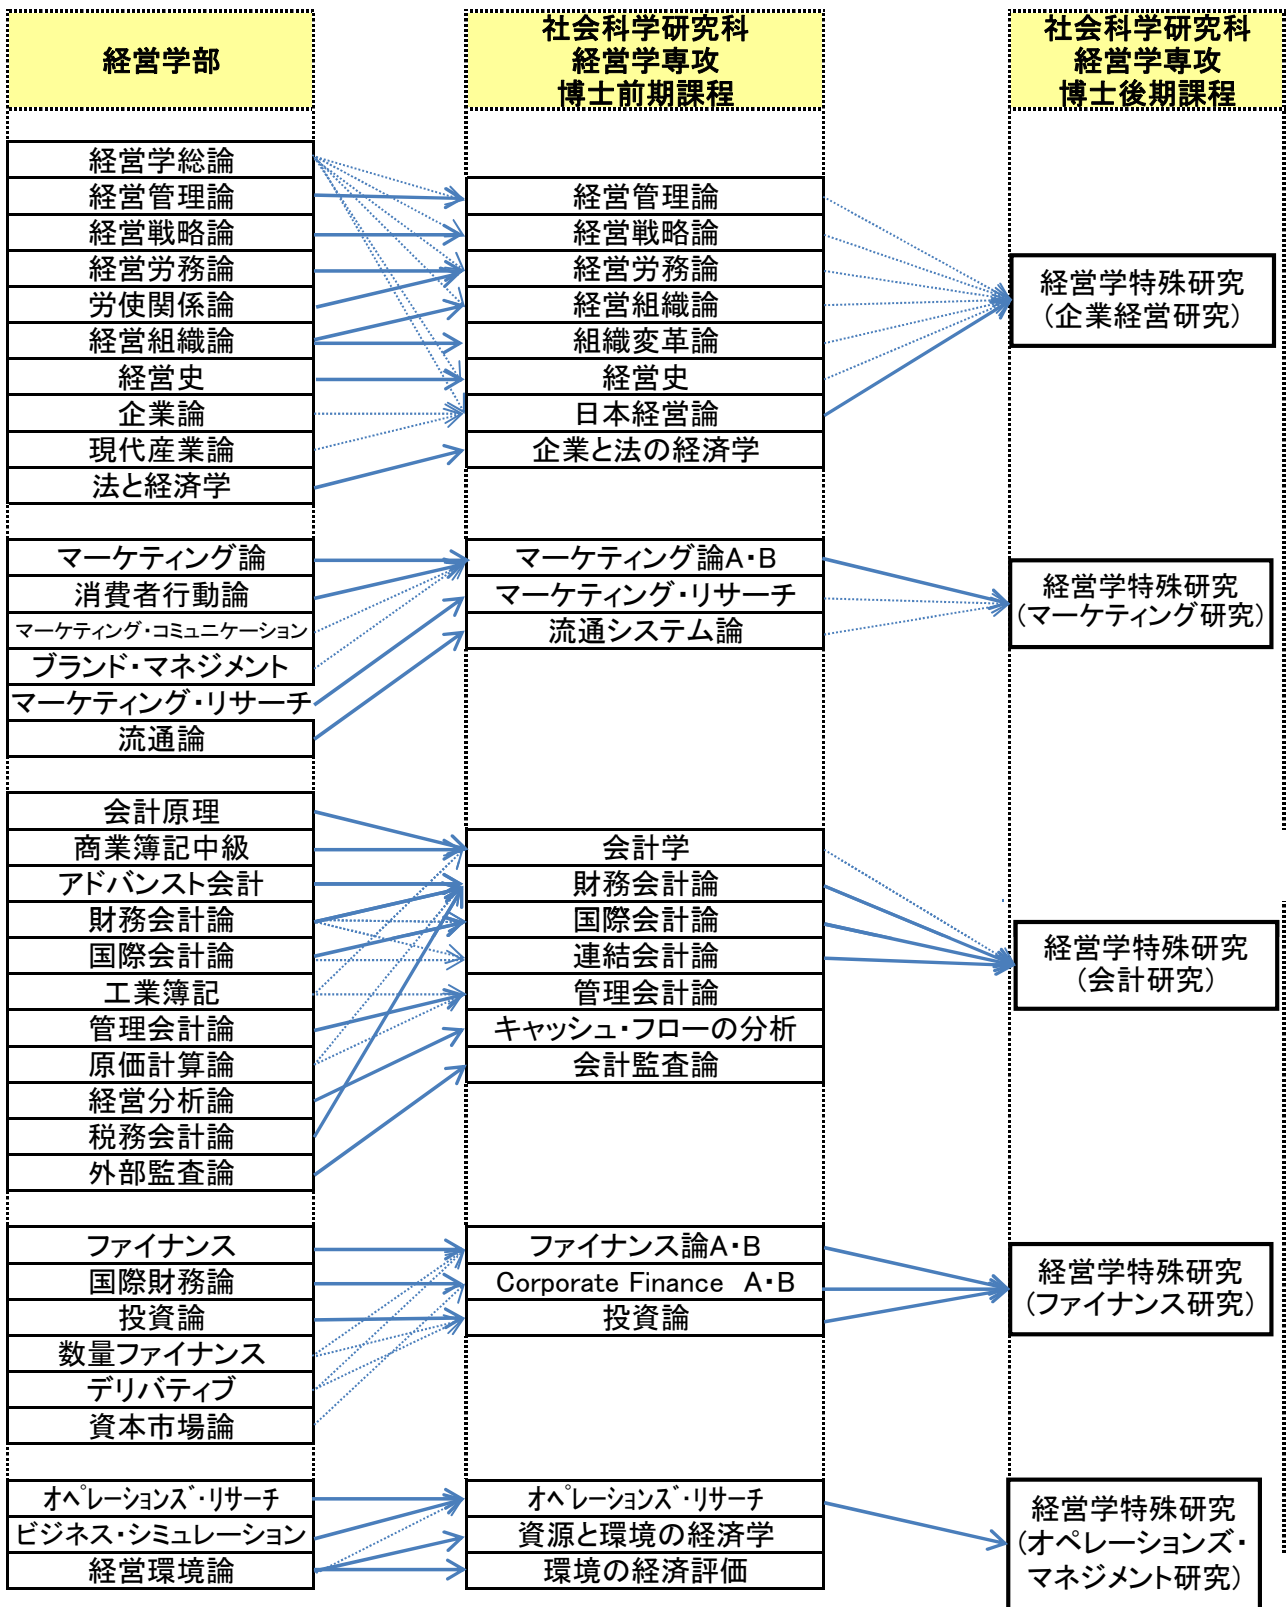 経営学部
経営学総論
経営管理論
経営戦略論
経営労務論
労使関係論
経営組織論
経営史
企業論
現代産業論
法と経済学
マーケティング論
消費者行動論
マーケティング・コミュニケーション
ブランド・マネジメント
マーケティング・リサーチ
流通論
会計原理
商業簿記中級
アドバンスト会計
財務会計論
国際会計論
工業簿記
管理会計論
原価計算論
経営分析論
税務会計論
外部監査論
ファイナンス
国際財務論
投資論
数量ファイナンス
デリバティブ
資本市場論
オペレーションズ・リサーチ
ビジネス・シミュレーション
経営環境論
社会科学研究科
経営学専攻
博士前期課程
経営管理論
経営戦略論
経営労務論
経営組織論
組織変革論
経営史
日本経営論
企業と法の経済学
マーケティング論A・B
マーケティング・リサーチ
流通システム論
会計学
財務会計論
国際会計論
連結会計論
管理会計論
キャッシュ・フローの分析
会計監査論
ファイナンス論A・B
Corporate Finance A・B
投資論
オペレーションズ・リサーチ
資源と環境の経済学
環境の経済評価
社会科学研究科
経営学専攻
博士後期課程
経営学特殊研究
(企業経営研究)
経営学特殊研究
(マーケティング研究)
経営学特殊研究
(会計研究)
経営学特殊研究
(ファイナンス研究)
経営学特殊研究
(オペレーションズ・
マネジメント研究)